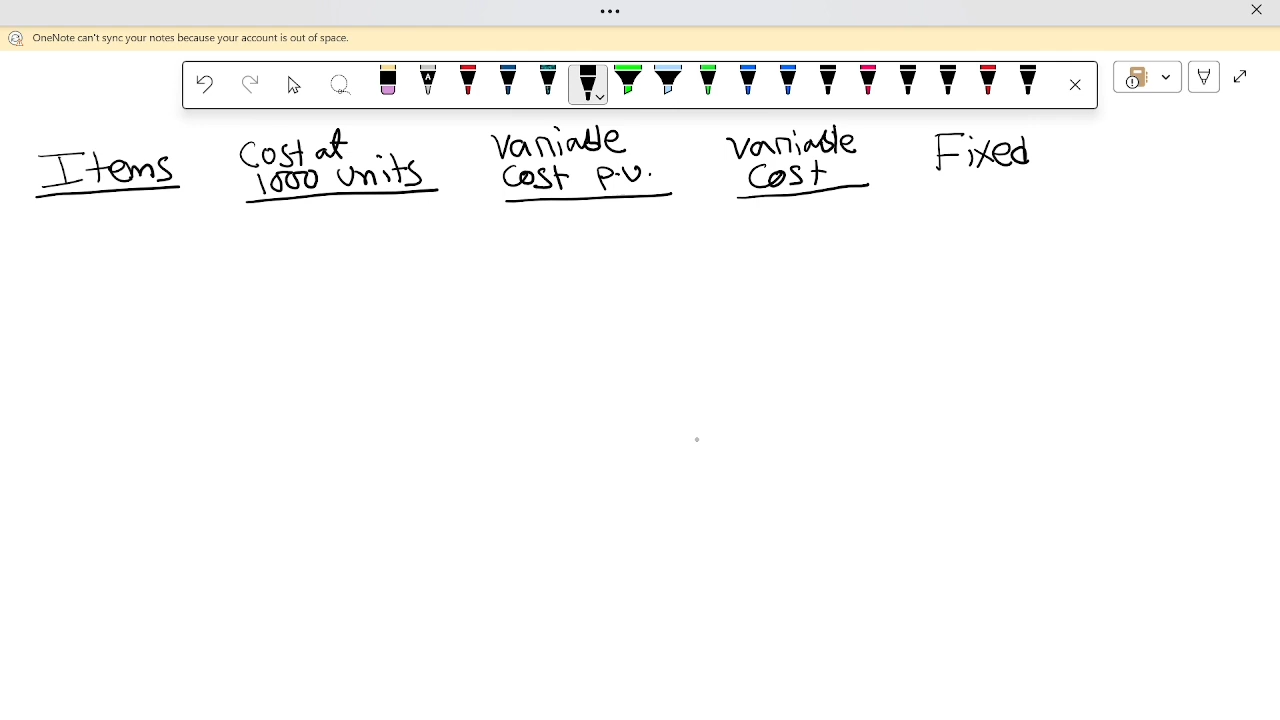 OneNote can't sync your notes because your account is out of space.
A
Items
Cost at
1000 units
Variable
Cost p.u.
Variable
Cost
Fixed